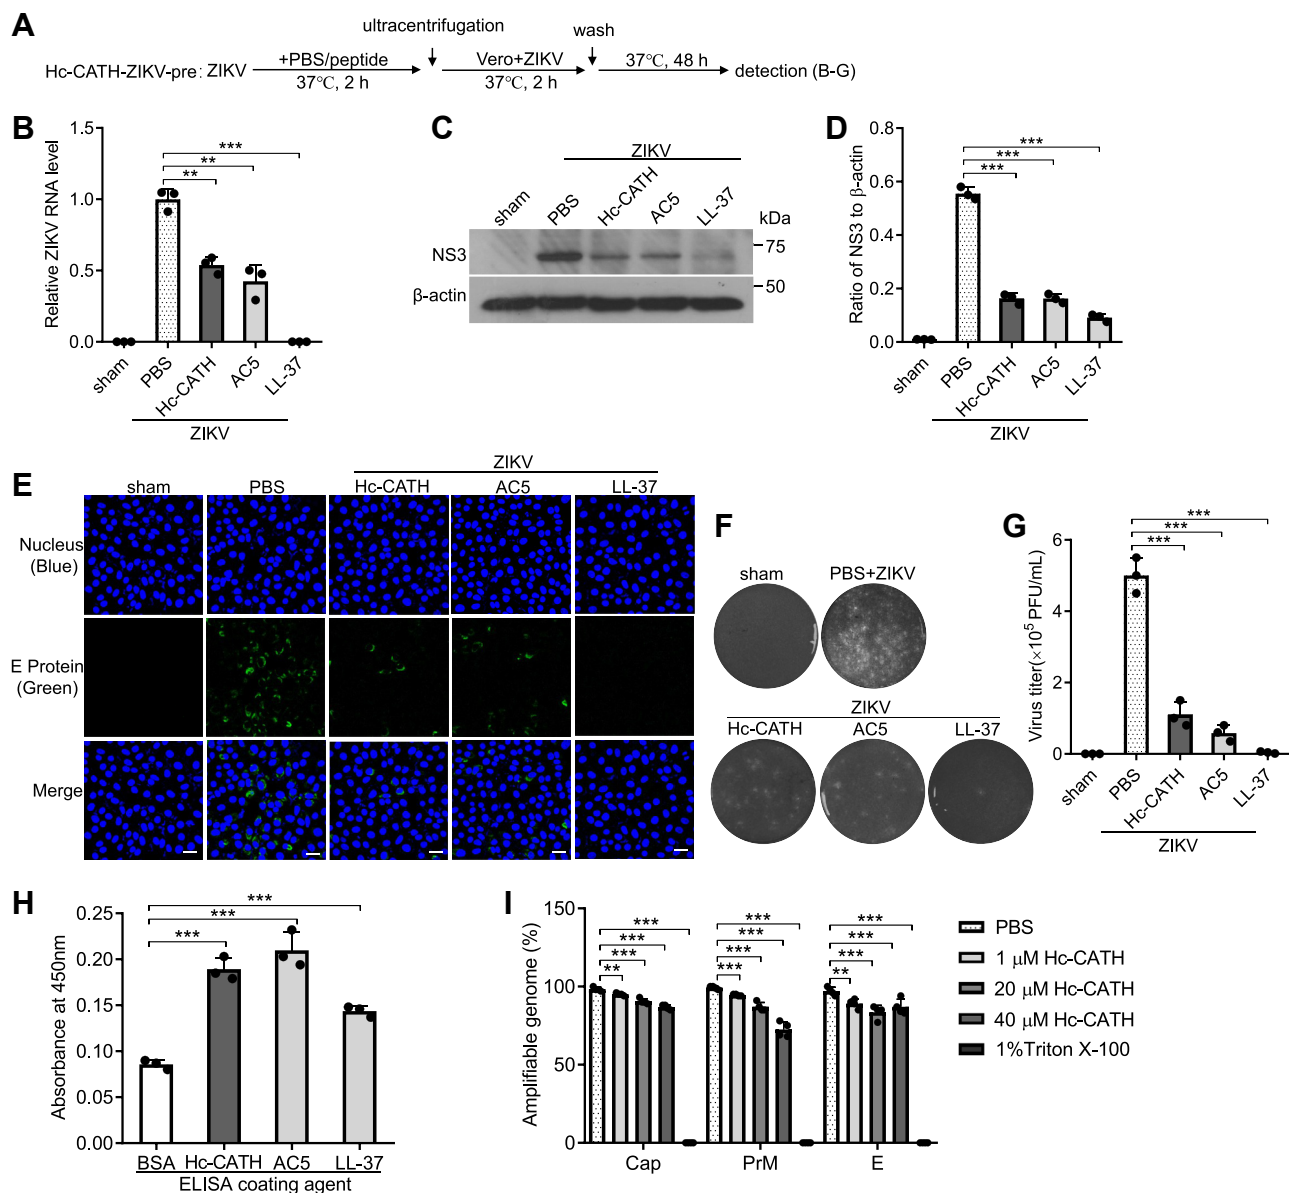 A
ultracentrifugation
wash
Hc-CATH-ZIKV-pre: ZIKV
+PBS/peptide
37℃, 2 h
Vero+ZIKV
37℃, 2 h
37℃, 48 h
detection (B-G)
B
Relative ZIKV RNA level
1.5
1.0
0.5
0.0
***
**
**
sham
PBS
Hc-CATH
AC5
LL-37
ZIKV
C
ZIKV
sham
PBS
Hc-CATH
AC5
LL-37
kDa
NS3
75
β-actin
50
D
Ratio of NS3 to β-actin
0.8
0.6
0.4
0.2
0.0
***
***
***
sham
PBS
Hc-CATH
AC5
LL-37
ZIKV
E
ZIKV
sham
PBS
Hc-CATH
AC5
LL-37
Nucleus
(Blue)
E Protein
(Green)
Merge
F
sham
PBS+ZIKV
ZIKV
Hc-CATH
AC5
LL-37
G
Virus titer(×10⁵ PFU/mL)
6
4
2
0
***
***
***
sham
PBS
Hc-CATH
AC5
LL-37
ZIKV
H
Absorbance at 450nm
0.25
0.20
0.15
0.10
0.05
0.00
***
***
***
BSA
Hc-CATH
AC5
LL-37
ELISA coating agent
I
Amplifiable genome (%)
150
100
50
0
***
***
***
**
***
***
***
***
***
***
***
**
Cap
PrM
E
PBS
1 μM Hc-CATH
20 μM Hc-CATH
40 μM Hc-CATH
1%Triton X-100